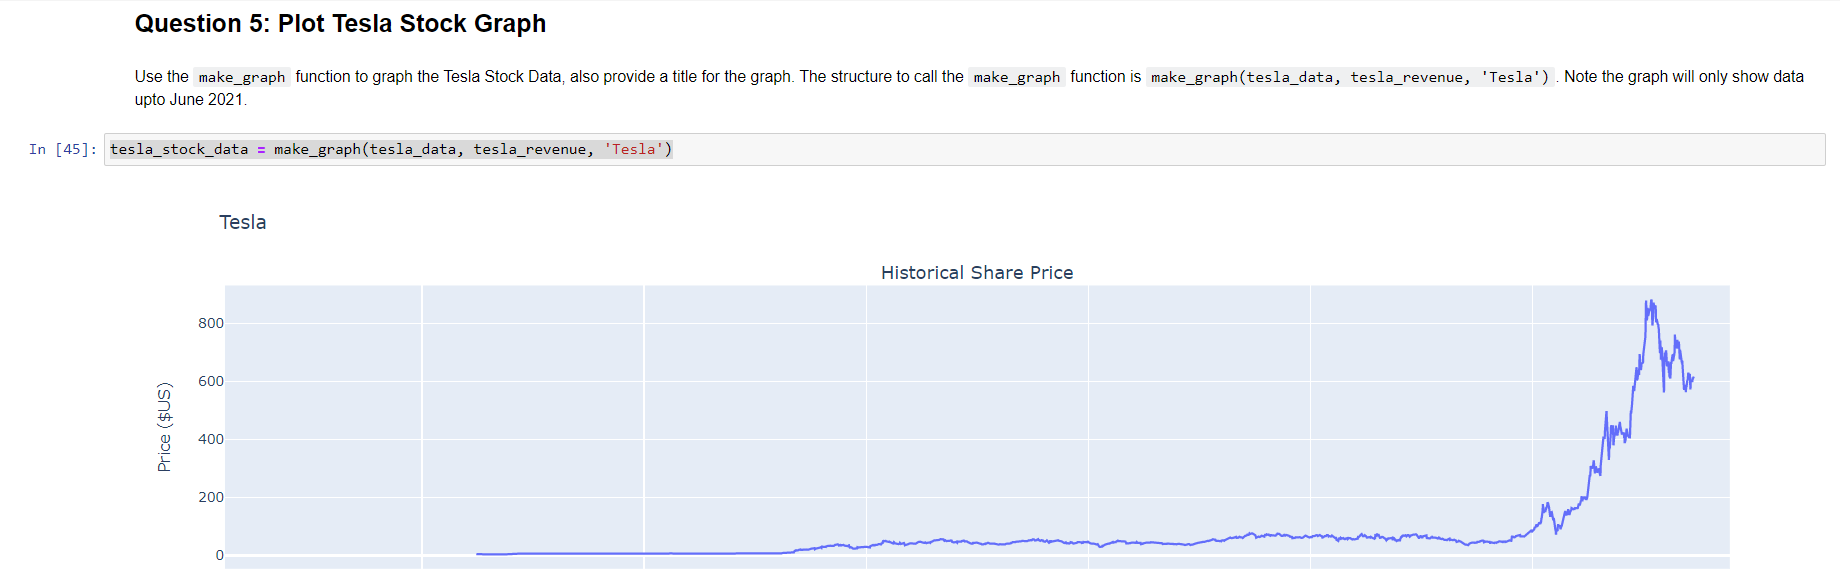 Question 5: Plot Tesla Stock Graph
Use the make_graph function to graph the Tesla Stock Data, also provide a title for the graph. The structure to call the make_graph function is make_graph(tesla_data, tesla_revenue, 'Tesla') . Note the graph will only show data
upto June 2021.
In [45]: tesla_stock_data = make_graph(tesla_data, tesla_revenue, 'Tesla')
Tesla
Historical Share Price
800
600
Price ($US)
400
200
0